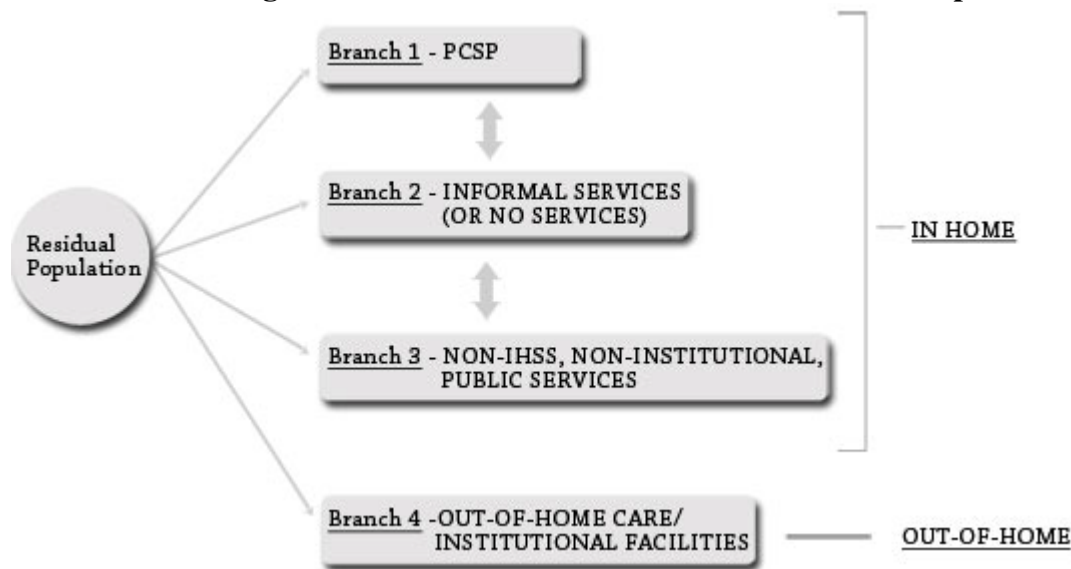 Branch 1 - PCSP
Branch 2 - INFORMAL SERVICES
(OR NO SERVICES)
Residual
Population
IN HOME
Branch 3 - NON-IHSS, NON-INSTITUTIONAL,
PUBLIC SERVICES
Branch 4 -OUT-OF-HOME CARE/
INSTITUTIONAL FACILITIES
OUT-OF-HOME